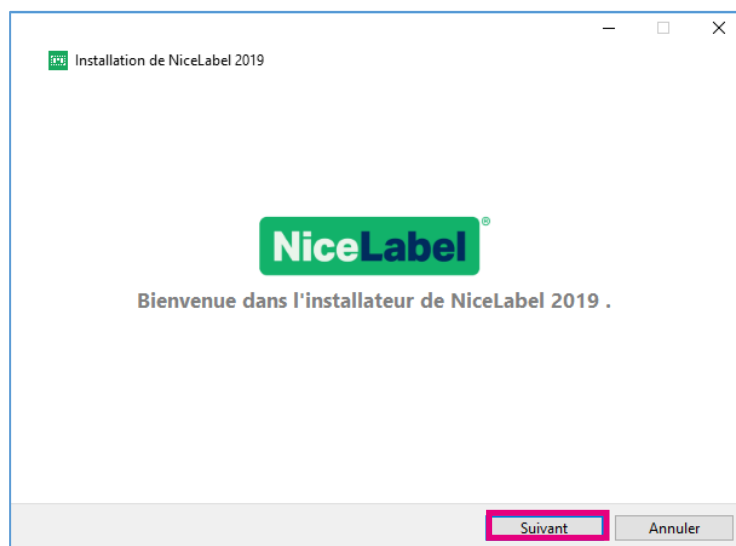 Installation de NiceLabel 2019
NiceLabel®
Bienvenue dans l'installateur de NiceLabel 2019 .
Suivant Annuler